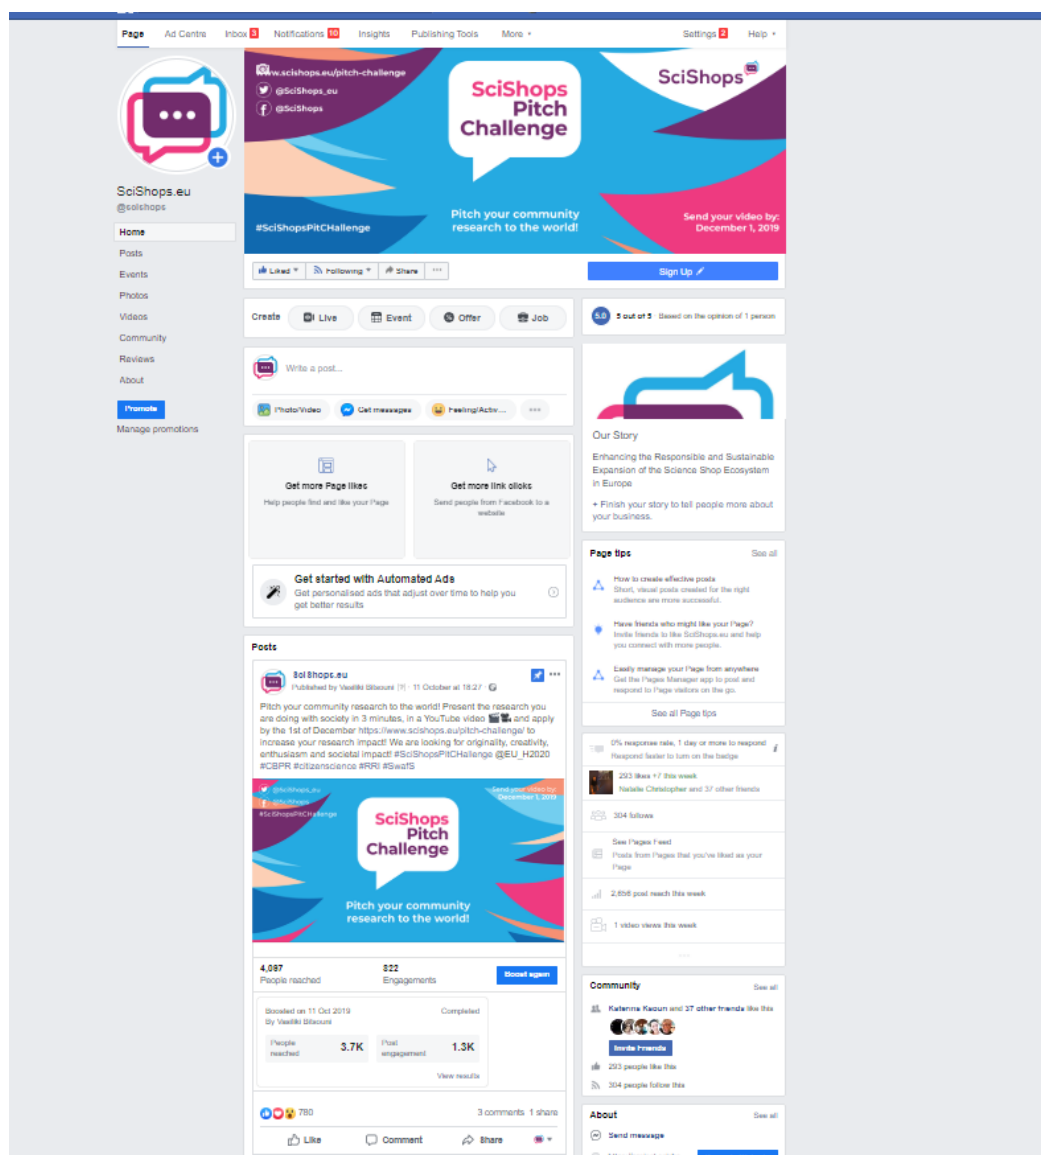 Page Ad Centre Inbox 3 Notifications 10 Insights Publishing Tools More Settings 2 Help
www.scishops.eu/pitch-challenge
@SciShops_eu
@SciShops
SciShops
Pitch
Challenge
SciShops
#SciShopsPitCHallenge
Pitch your community
research to the world!
Send your video by:
December 1, 2019
SciShops.eu
@scishops
Home
Posts
Events
Photos
Videos
Community
Reviews
About
Promote
Manage promotions
Liked Following Share
Sign Up
Create Live Event Offer Job
Write a post...
Photo/Video Get messages Feeling/Activ...
Get more Page likes
Help people find and like your Page
Get more link clicks
Send people from Facebook to a
website
Get started with Automated Ads
Get personalised ads that adjust over time to help you
get better results
Posts
SciShops.eu
Published by Vasiliki Bitsouni [?] · 11 October at 18:27 ·
Pitch your community research to the world! Present the research you
are doing with society in 3 minutes, in a YouTube video and apply
by the 1st of December https://www.scishops.eu/pitch-challenge/ to
increase your research impact! We are looking for originality, creativity,
enthusiasm and societal impact! #SciShopsPitCHallenge @EU_H2020
#CBPR #citizenscience #RRI #SwafS
@SciShops_eu
@SciShops
#SciShopsPitCHallenge
Send your video by:
December 1, 2019
SciShops
Pitch
Challenge
Pitch your community
research to the world!
4,097
People reached
822
Engagements
Boost again
Boosted on 11 Oct 2019
By Vasiliki Bitsouni
Completed
People
reached
3.7K
Post
engagement
1.3K
View results
780
3 comments 1 share
Like Comment Share
5.0 5 out of 5 · Based on the opinion of 1 person
Our Story
Enhancing the Responsible and Sustainable
Expansion of the Science Shop Ecosystem
in Europe
+ Finish your story to tell people more about
your business.
Page tips See all
How to create effective posts
Short, visual posts created for the right
audience are more successful.
Have friends who might like your Page?
Invite friends to like SciShops.eu and help
you connect with more people.
Easily manage your Page from anywhere
Get the Pages Manager app to post and
respond to Page visitors on the go.
See all Page tips
0% response rate, 1 day or more to respond
Respond faster to turn on the badge
293 likes +7 this week
Natalie Christopher and 37 other friends
304 follows
See Pages Feed
Posts from Pages that you've liked as your
Page
2,656 post reach this week
1 video views this week
Community See all
and 37 other friends like this
Invite Friends
293 people like this
304 people follow this
About See all
Send message